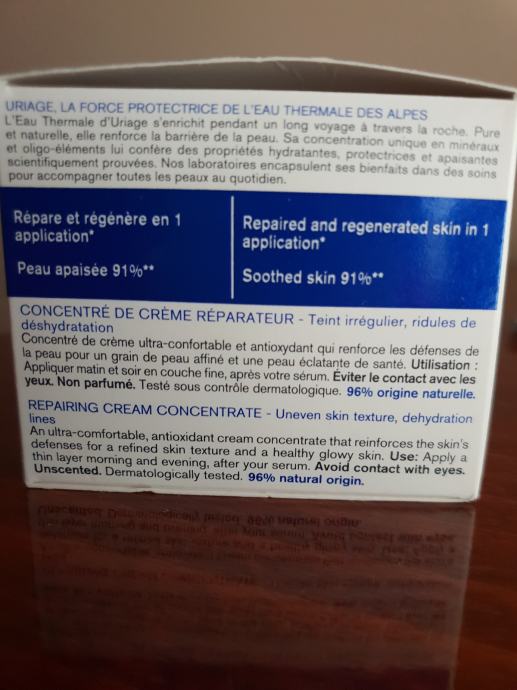 URIAGE, LA FORCE PROTECTRICE DE L'EAU THERMALE DES ALPES
L'Eau Thermale d'Uriage s'enrichit pendant un long voyage à travers la roche. Pure
et naturelle, elle renforce la barrière de la peau. Sa concentration unique en minéraux
et oligo-éléments lui confère des propriétés hydratantes, protectrices et apaisantes
scientifiquement prouvées. Nos laboratoires encapsulent ses bienfaits dans des soins
pour accompagner toutes les peaux au quotidien.
Répare et régénère en 1
application*
Peau apaisée 91%**
Repaired and regenerated skin in 1
application*
Soothed skin 91%**
CONCENTRÉ DE CRÈME RÉPARATEUR - Teint irrégulier, ridules de
déshydratation
Concentré de crème ultra-confortable et antioxydant qui renforce les défenses de
la peau pour un grain de peau affiné et une peau éclatante de santé. Utilisation :
Appliquer matin et soir en couche fine, après votre sérum. Éviter le contact avec les
yeux. Non parfumé. Testé sous contrôle dermatologique. 96% origine naturelle.
REPAIRING CREAM CONCENTRATE - Uneven skin texture, dehydration
lines
An ultra-comfortable, antioxidant cream concentrate that reinforces the skin's
defenses for a refined skin texture and a healthy glowy skin. Use: Apply a
thin layer morning and evening, after your serum. Avoid contact with eyes.
Unscented. Dermatologically tested. 96% natural origin.